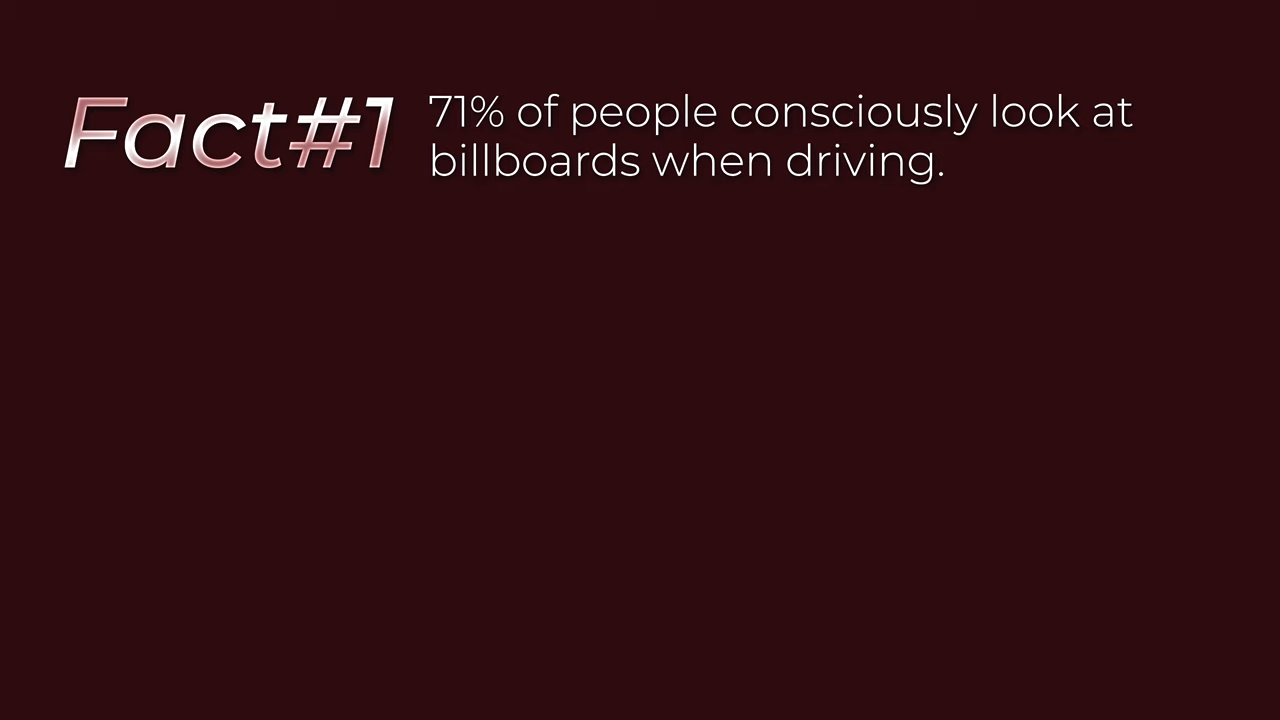 Fact#1
71% of people consciously look at
billboards when driving.